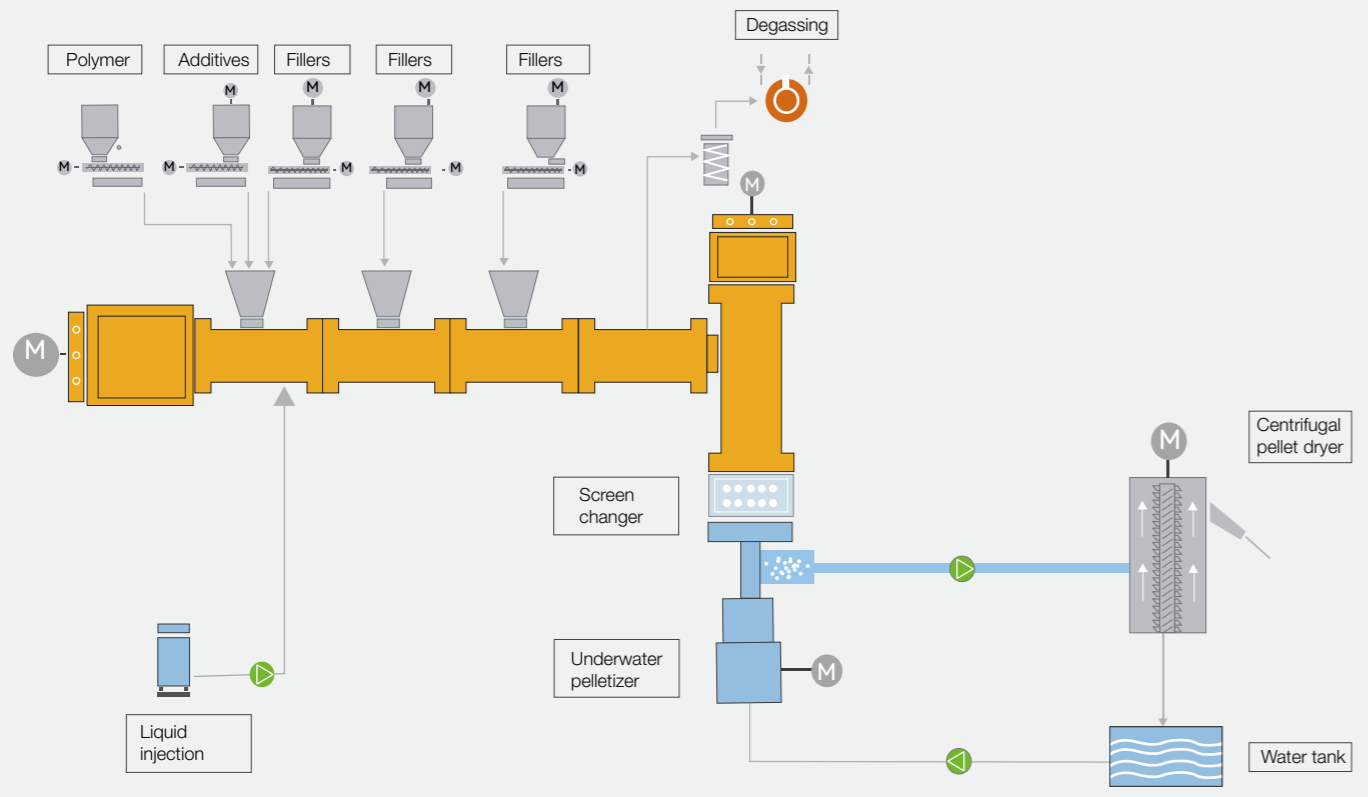 Degassing
Polymer
Additives
Fillers
Fillers
Fillers
M
M
M
M
M
M
M
M
M
M
M
Centrifugal
pellet dryer
M
Screen
changer
Underwater
pelletizer
M
Liquid
injection
Water tank